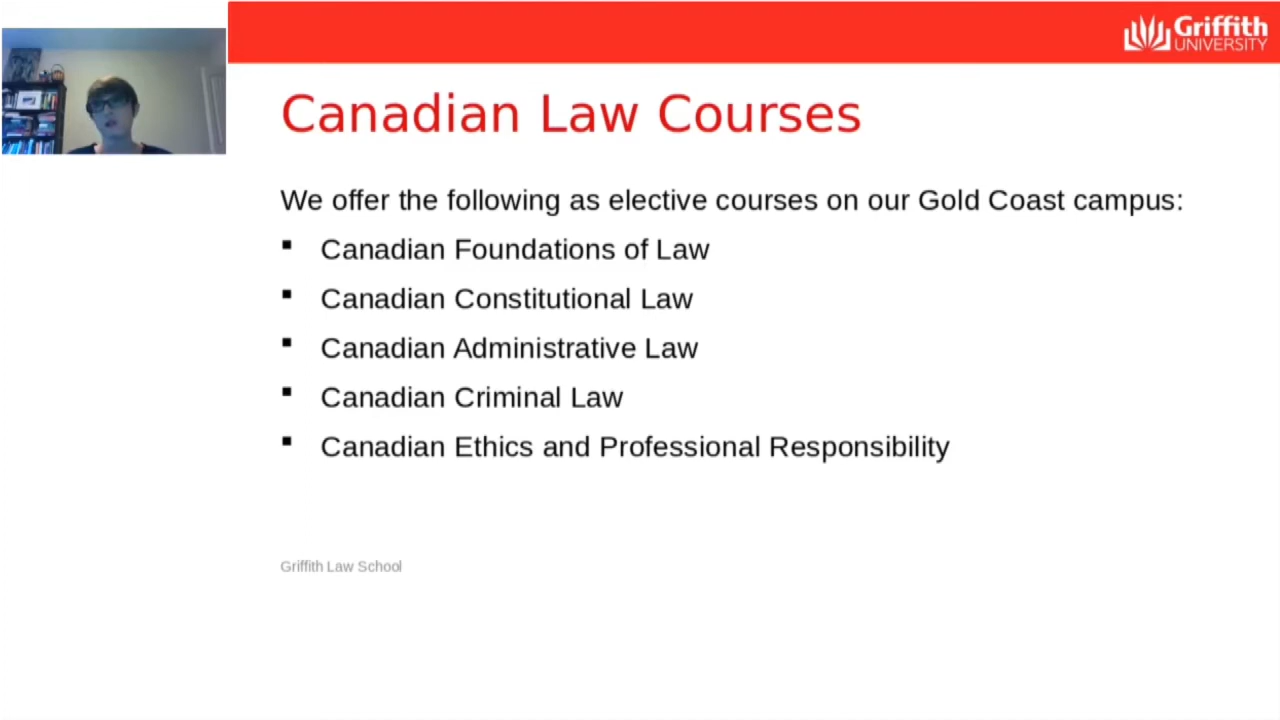 Griffith
UNIVERSITY
Canadian Law Courses
We offer the following as elective courses on our Gold Coast campus:
Canadian Foundations of Law
Canadian Constitutional Law
Canadian Administrative Law
Canadian Criminal Law
Canadian Ethics and Professional Responsibility
Griffith Law School